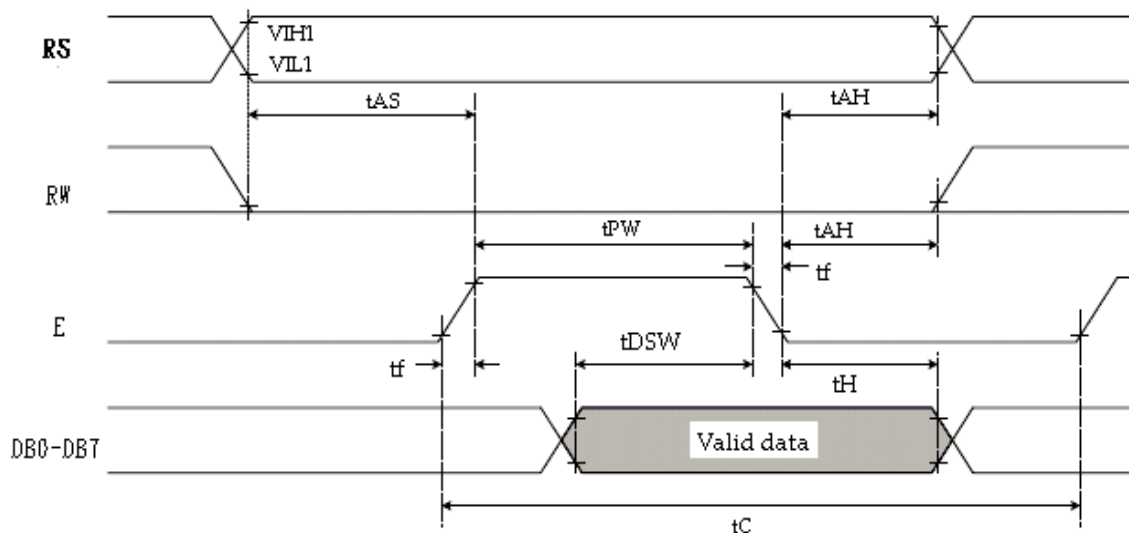 RS
VIH1
VIL1
tAS
tAH
RW
tPW
tAH
tf
E
tDSW
tf
tH
DB0-DB7
Valid data
tC